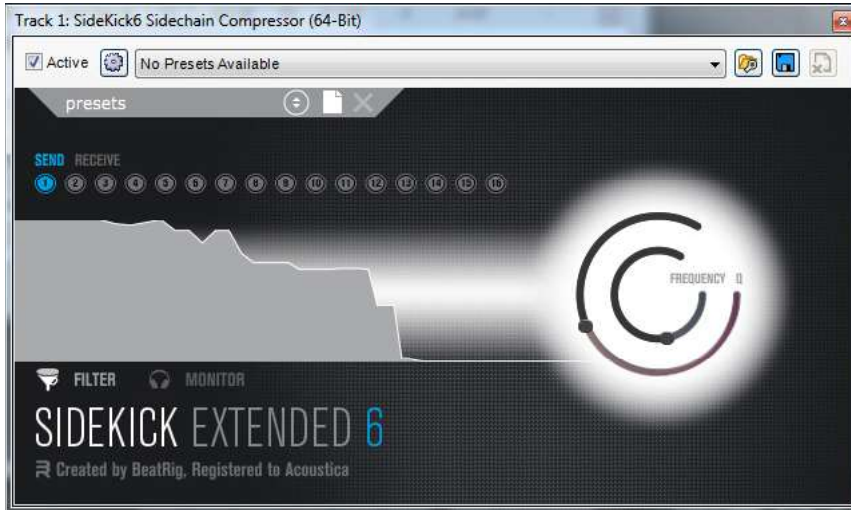 Track 1: SideKick6 Sidechain Compressor (64-Bit)
Active No Presets Available
presets
SEND RECEIVE
1 2 3 4 5 6 7 8 9 10 11 12 13 14 15 16
FREQUENCY Q
FILTER MONITOR
SIDEKICK EXTENDED 6
Created by BeatRig, Registered to Acoustica